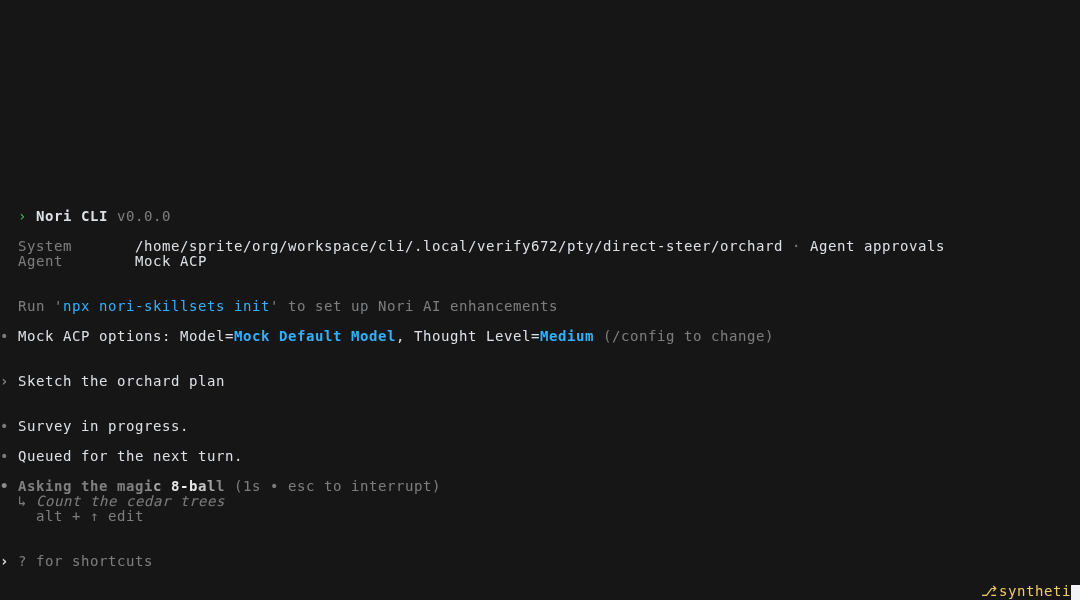 › Nori CLI v0.0.0
System /home/sprite/org/workspace/cli/.local/verify672/pty/direct-steer/orchard · Agent approvals
Agent Mock ACP
Run 'npx nori-skillsets init' to set up Nori AI enhancements
• Mock ACP options: Model=Mock Default Model, Thought Level=Medium (/config to change)
› Sketch the orchard plan
• Survey in progress.
• Queued for the next turn.
• Asking the magic 8-ball (1s • esc to interrupt)
↳ Count the cedar trees
alt + ↑ edit
› ? for shortcuts
⎇syntheti